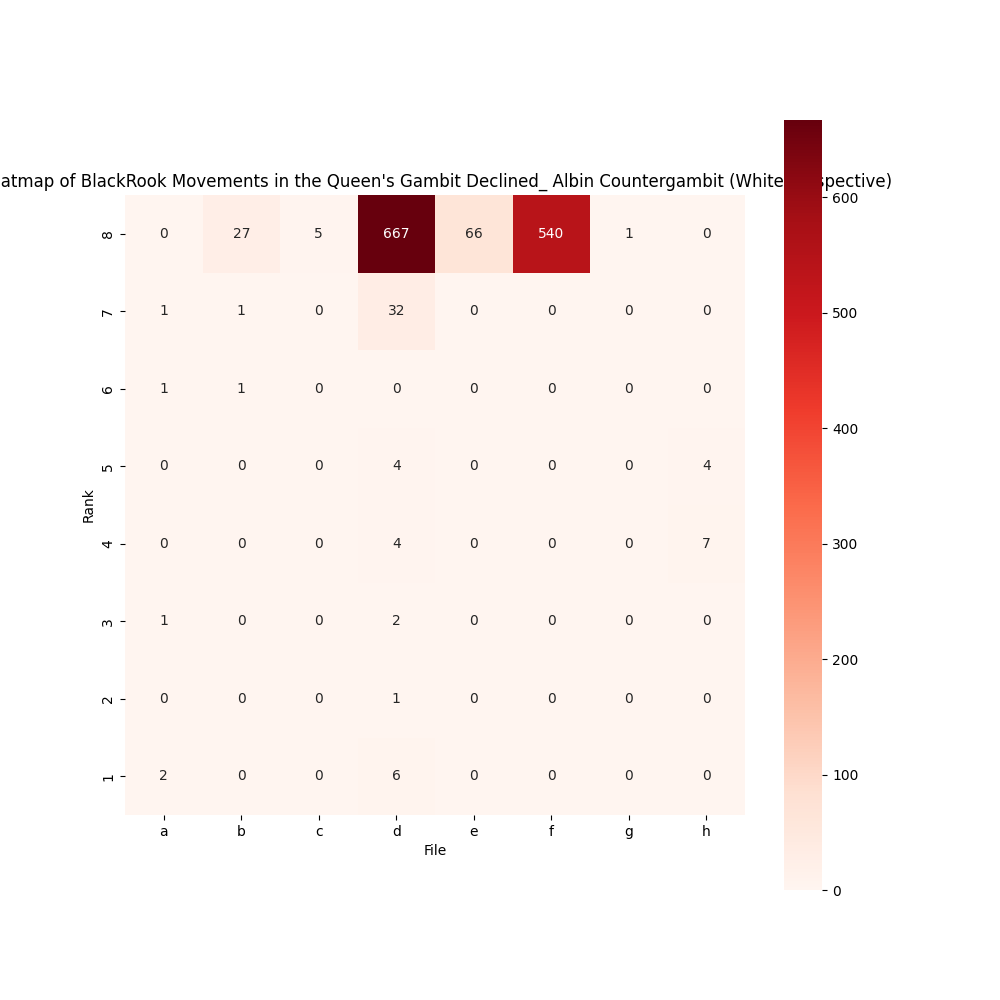 atmap of BlackRook Movements in the Queen's Gambit Declined_ Albin Countergambit (White spective)
8 0 27 5 667 66 540 1 0
7 1 1 0 32 0 0 0 0
6 1 1 0 0 0 0 0 0
5 0 0 0 4 0 0 0 4
4 0 0 0 4 0 0 0 7
3 1 0 0 2 0 0 0 0
2 0 0 0 1 0 0 0 0
1 2 0 0 6 0 0 0 0
a b c d e f g h
Rank
File
600
500
400
300
200
100
0